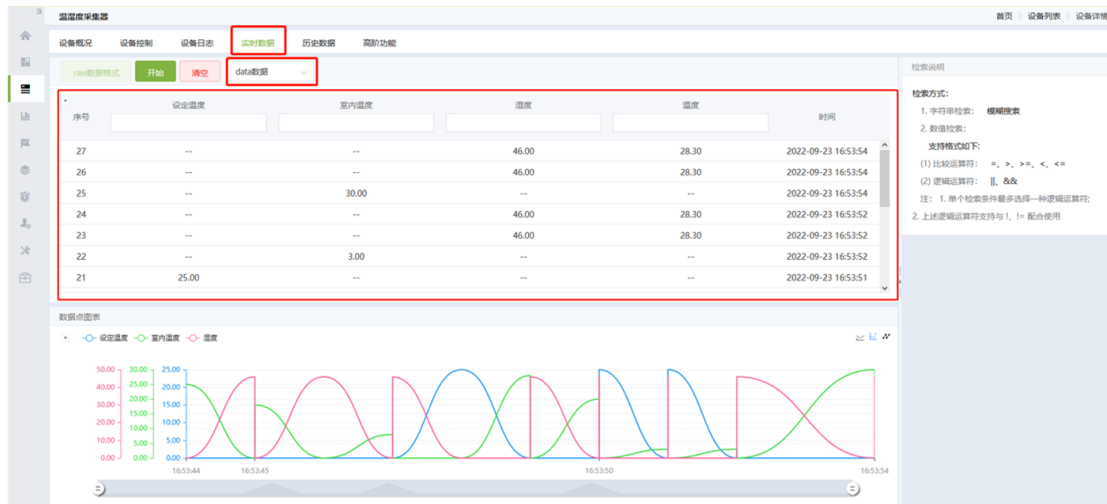 温湿度采集器
首页 > 设备列表 > 设备详情
设备概况 设备控制 设备日志 实时数据 历史数据 高阶功能
raw数据格式 开始 清空 data数据
序号 设定温度 室内温度 湿度 温度 时间
27 -- -- 46.00 28.30 2022-09-23 16:53:54
26 -- -- 46.00 28.30 2022-09-23 16:53:54
25 -- 30.00 -- -- 2022-09-23 16:53:54
24 -- -- 46.00 28.30 2022-09-23 16:53:52
23 -- -- 46.00 28.30 2022-09-23 16:53:52
22 -- 3.00 -- -- 2022-09-23 16:53:52
21 25.00 -- -- -- 2022-09-23 16:53:51
检索说明
检索方式:
1. 字符串检索: 模糊搜索
2. 数值检索:
支持格式如下:
(1) 比较运算符: =、>、>=、<、<=
(2) 逻辑运算符: ||、&&
注: 1. 单个检索条件最多选择一种逻辑运算符;
2. 上述逻辑运算符支持与 !、!= 配合使用
数据点图表
设定温度 室内温度 湿度
50.00 30.00 25.00
40.00 25.00 20.00
30.00 20.00 15.00
20.00 15.00 10.00
10.00 10.00 5.00
0.00 5.00 0.00
0.00
16:53:44 16:53:45 16:53:50 16:53:54